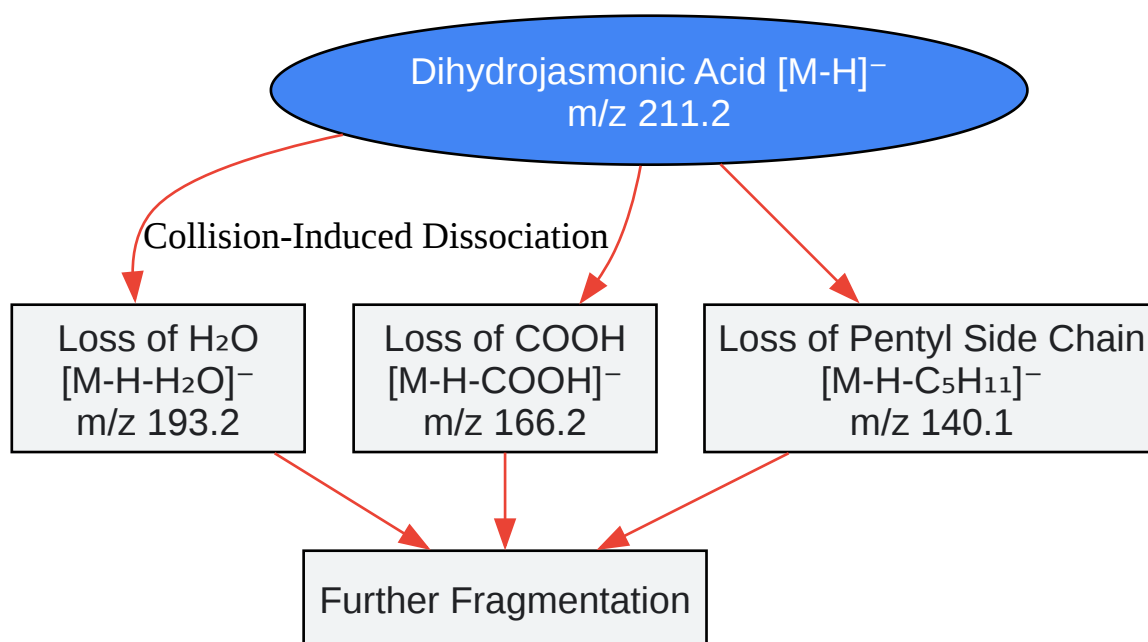 Dihydrojasmonic Acid [M-H]⁻
m/z 211.2
Collision-Induced Dissociation
Loss of H₂O
[M-H-H₂O]⁻
m/z 193.2
Loss of COOH
[M-H-COOH]⁻
m/z 166.2
Loss of Pentyl Side Chain
[M-H-C₅H₁₁]⁻
m/z 140.1
Further Fragmentation